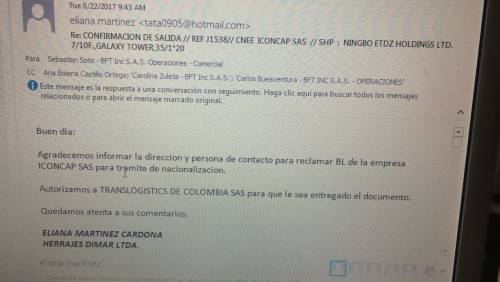 Tue 8/22/2017 9:43 AM
eliana martinez <tata0905@hotmail.com>
Re: CONFIRMACION DE SALIDA // REF J1538// CNEE ICONCAP SAS // SHP : NINGBO ETDZ HOLDINGS LTD.
7/10F.,GALAXY TOWER,35/1*20
Para Sebastian Soto - BFT Inc S.A.S. Operaciones - Comercial
CC Ana Bolena Castillo Ortega; 'Carolina Zuleta - BFT Inc S.A.S.'; 'Carlos Buenaventura - BFT INC S.A.S. - OPERACIONES'
Este mensaje es la respuesta a una conversación con seguimiento. Haga clic aquí para buscar todos los mensajes
relacionados o para abrir el mensaje marcado original.
Buen dia:
Agradecemos informar la direccion y persona de contacto para reclamar BL de la empresa
ICONCAP SAS para tramite de nacionalizacion.
Autorizamos a TRANSLOGISTICS DE COLOMBIA SAS para que le sea entregado el documento.
Quedamos atenta a sus comentarios.
ELIANA MARTINEZ CARDONA
HERRAJES DIMAR LTDA.
eliana martinez